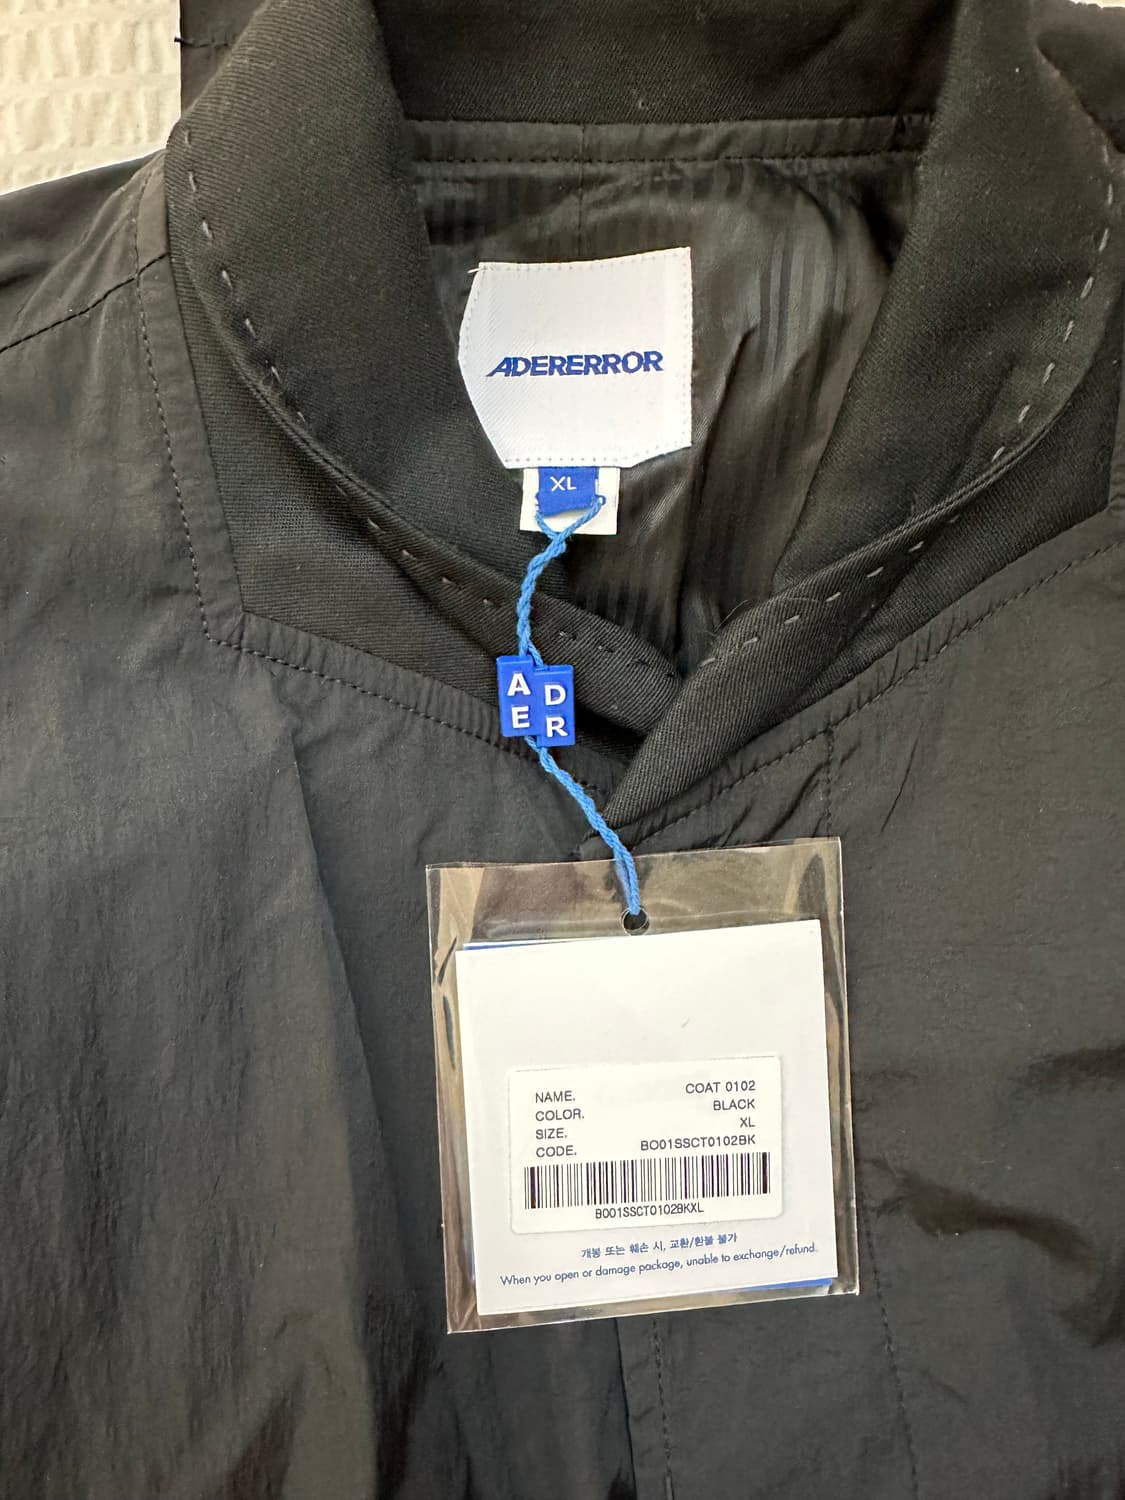 ADERERROR
XL
A D
E R
NAME. COAT 0102
COLOR. BLACK
SIZE. XL
CODE. BO01SSCT0102BK
BO01SSCT0102BKXL
개봉 또는 훼손 시, 교환/환불 불가
When you open or damage package, unable to exchange/refund.